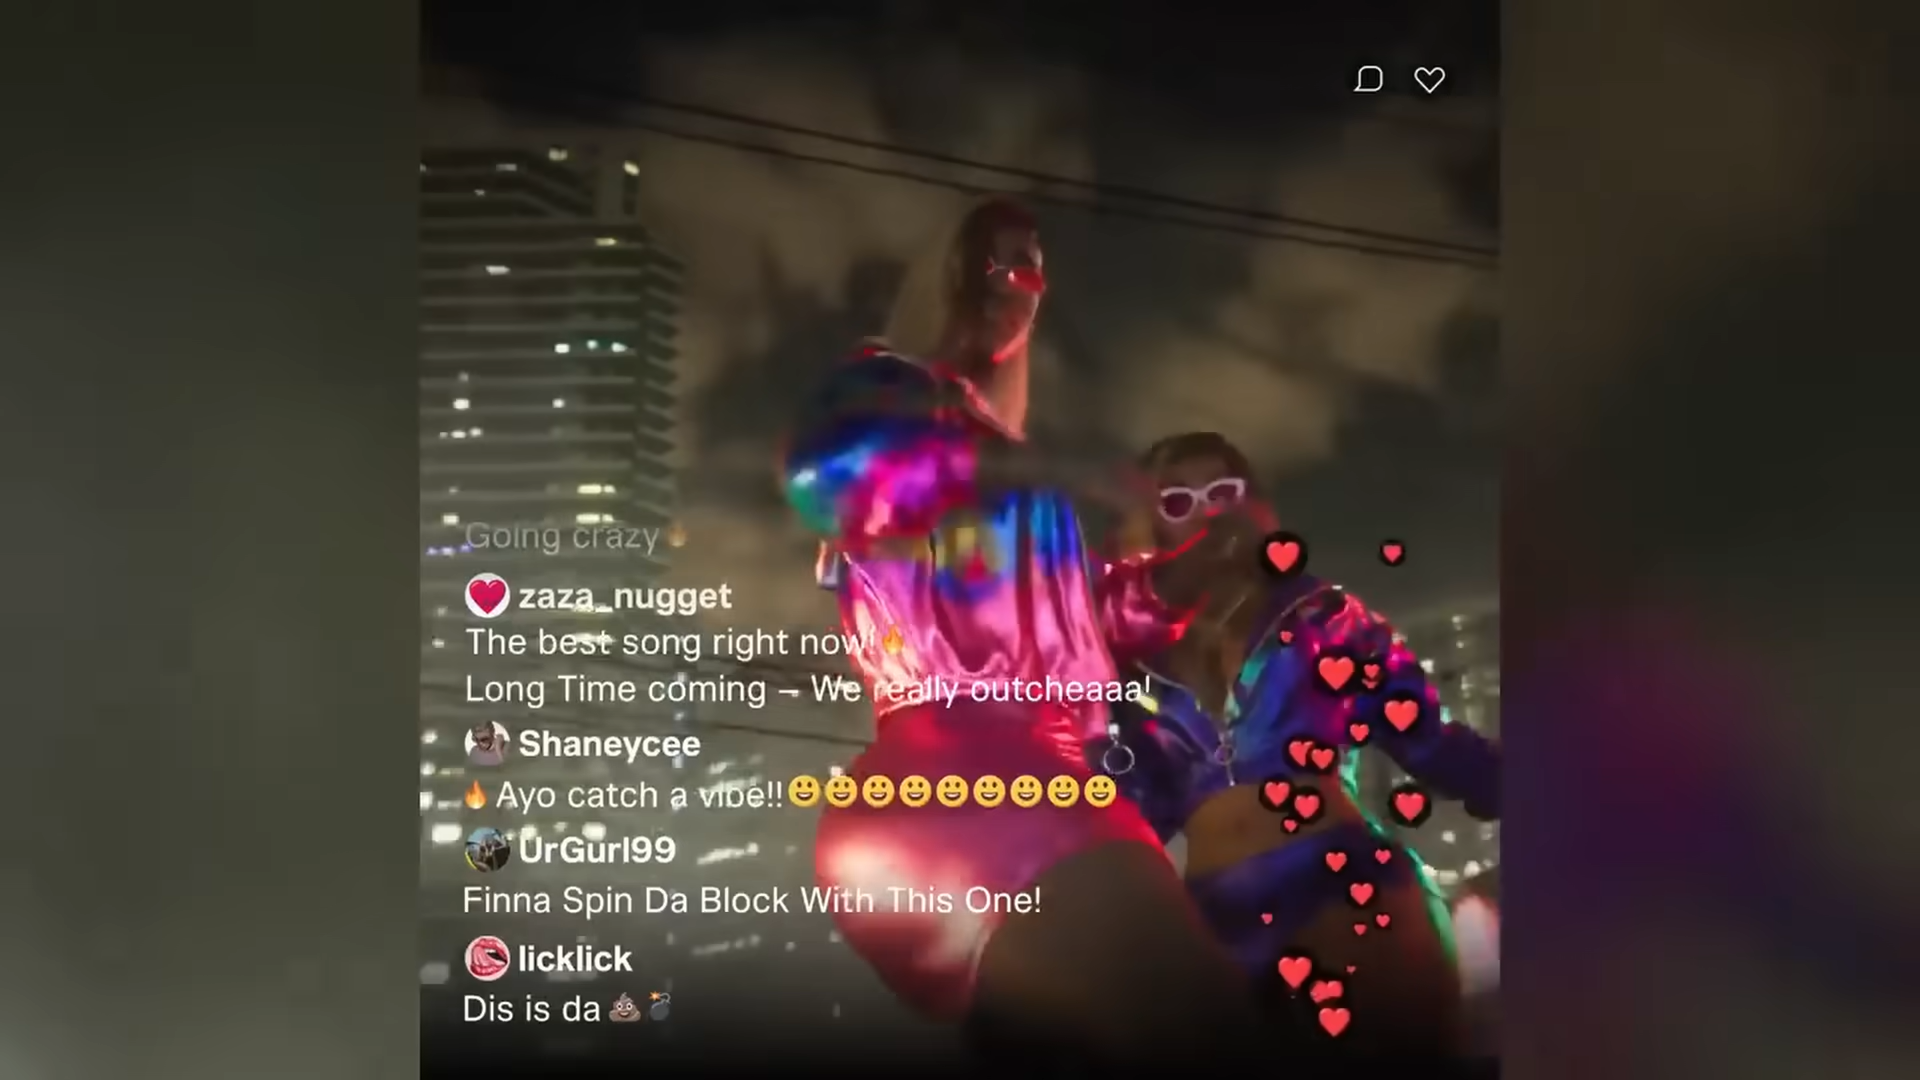 Going crazy🔥
zaza_nugget
The best song right now!🔥
Long Time coming – We really outcheaaa!
Shaneycee
🔥Ayo catch a vibe!!😀😀😀😀😀😀😀😀😀
UrGurl99
Finna Spin Da Block With This One!
licklick
Dis is da💩💣